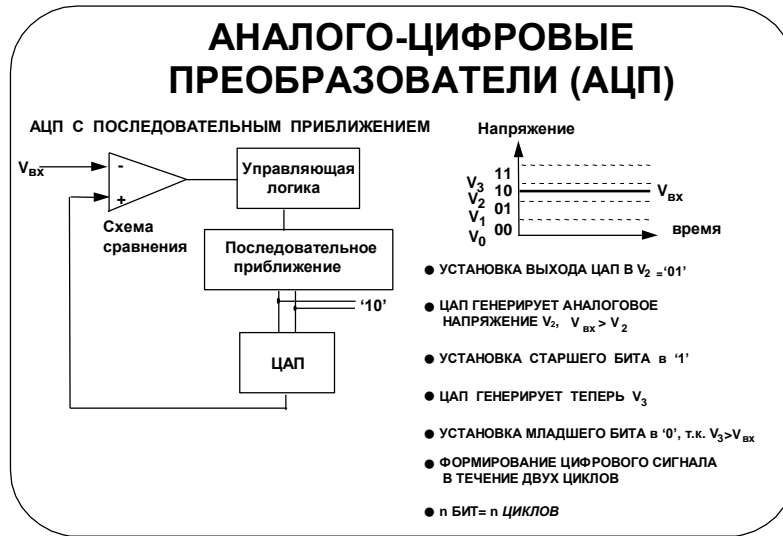 АНАЛОГО-ЦИФРОВЫЕ
ПРЕОБРАЗОВАТЕЛИ (АЦП)
АЦП С ПОСЛЕДОВАТЕЛЬНЫМ ПРИБЛИЖЕНИЕМ
Vвх
-
+
Схема
сравнения
Управляющая
логика
Последовательное
приближение
‘10’
ЦАП
Напряжение
11
V3
10
V2
01
V1
00
V0
Vвх
время
● УСТАНОВКА ВЫХОДА ЦАП В V2 =‘01’
● ЦАП ГЕНЕРИРУЕТ АНАЛОГОВОЕ
НАПРЯЖЕНИЕ V2, Vвх > V2
● УСТАНОВКА СТАРШЕГО БИТА в ‘1’
● ЦАП ГЕНЕРИРУЕТ ТЕПЕРЬ V3
● УСТАНОВКА МЛАДШЕГО БИТА в ‘0’, т.к. V3>Vвх
● ФОРМИРОВАНИЕ ЦИФРОВОГО СИГНАЛА
В ТЕЧЕНИЕ ДВУХ ЦИКЛОВ
● n БИТ= n ЦИКЛОВ